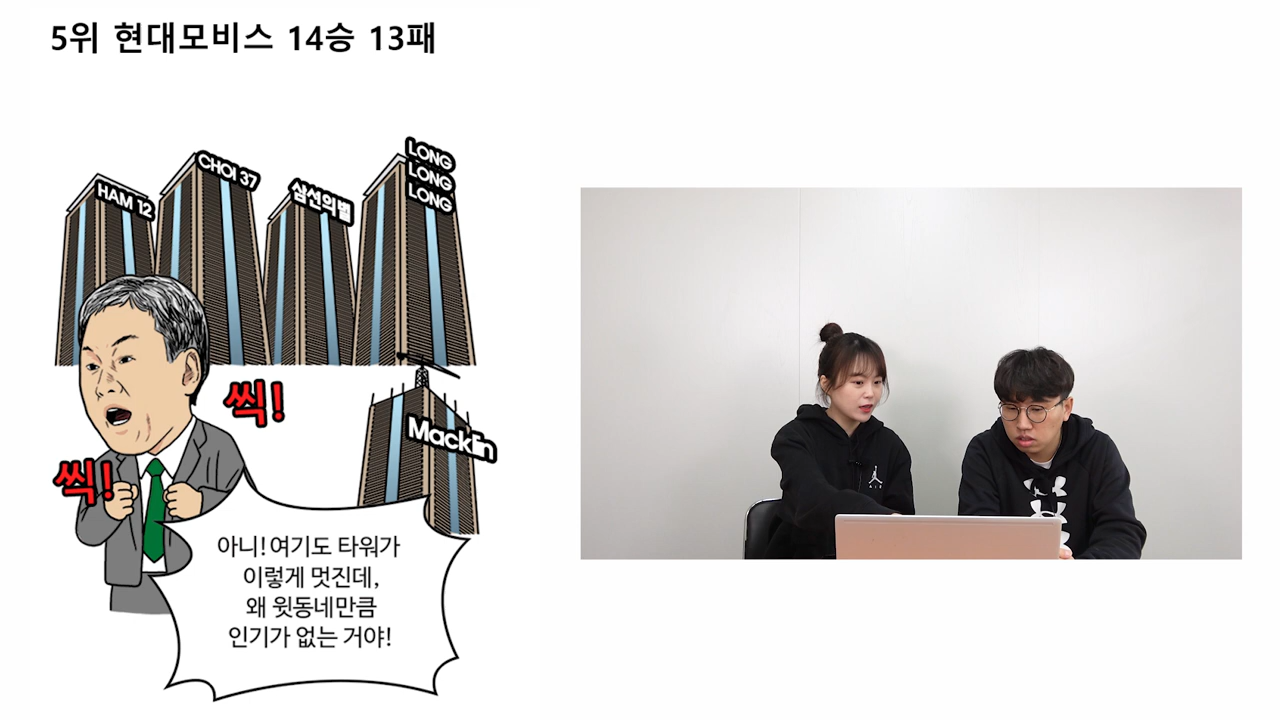 5위 현대모비스 14승 13패
HAM 12
CHOI 37
삼선의벨
LONG
LONG
LONG
씩!
씩!
Macklin
아니! 여기도 타워가
이렇게 멋진데,
왜 윗동네만큼
인기가 없는 거야!